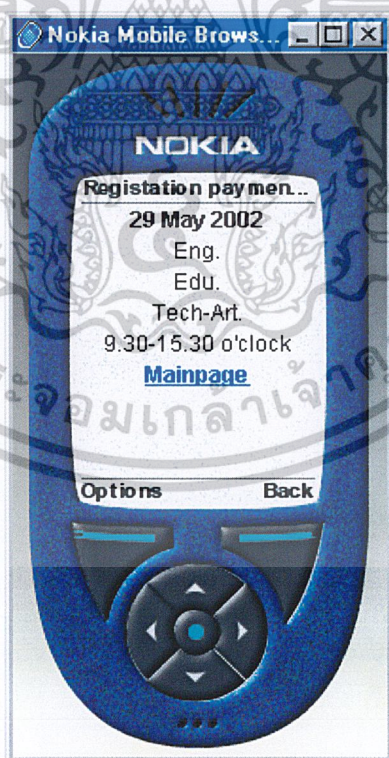 Nokia Mobile Brows...
NOKIA
Registation paymen...
29 May 2002
Eng.
Edu.
Tech-Art.
9.30-15.30 o'clock
Mainpage
Options Back